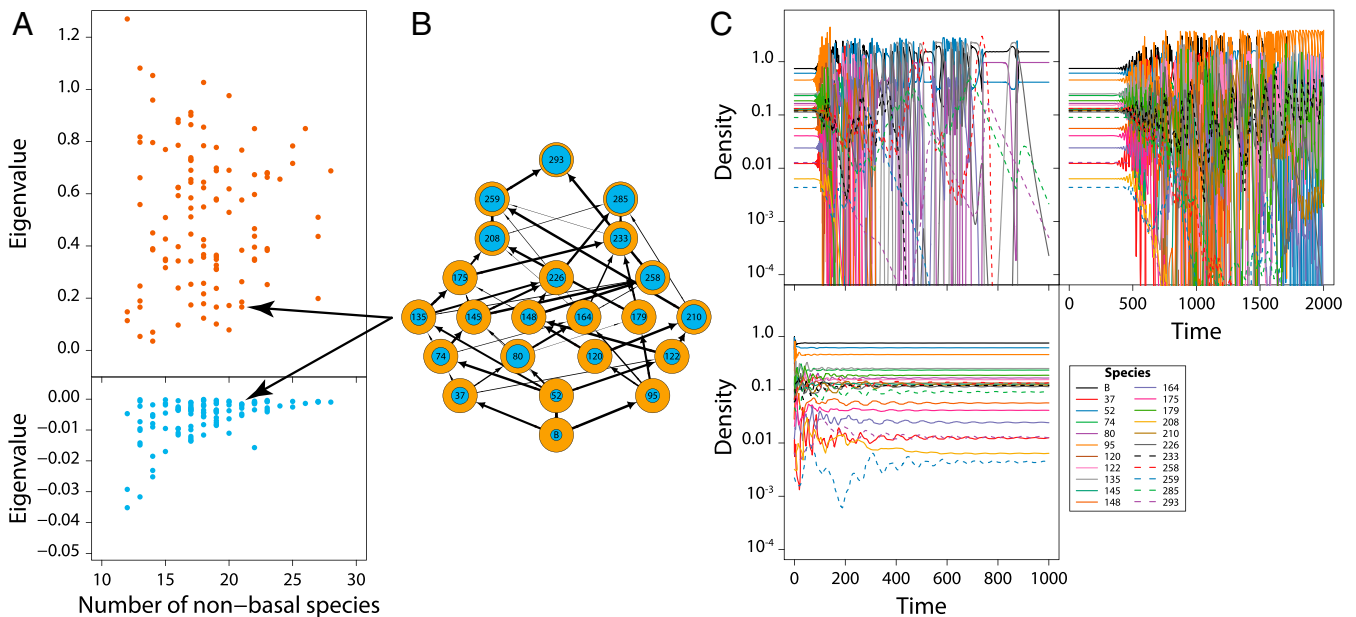 A
B
C
Eigenvalue
1.2
1.0
0.8
0.6
0.4
0.2
0.0
Eigenvalue
0.00
−0.01
−0.02
−0.03
−0.04
−0.05
10 15 20 25 30
Number of non−basal species
293
259 285
208 233
175 226 258
135 145 148 164 179 210
74 80 120 122
37 52 95
B
Density
1.0
0.1
0.01
10⁻³
10⁻⁴
Density
0 500 1000 1500 2000
Time
Density
1.0
0.1
0.01
10⁻³
10⁻⁴
0 200 400 600 800 1000
Time
Species
B 164
37 175
52 179
74 208
80 210
95 226
120 233
122 258
135 259
145 285
148 293